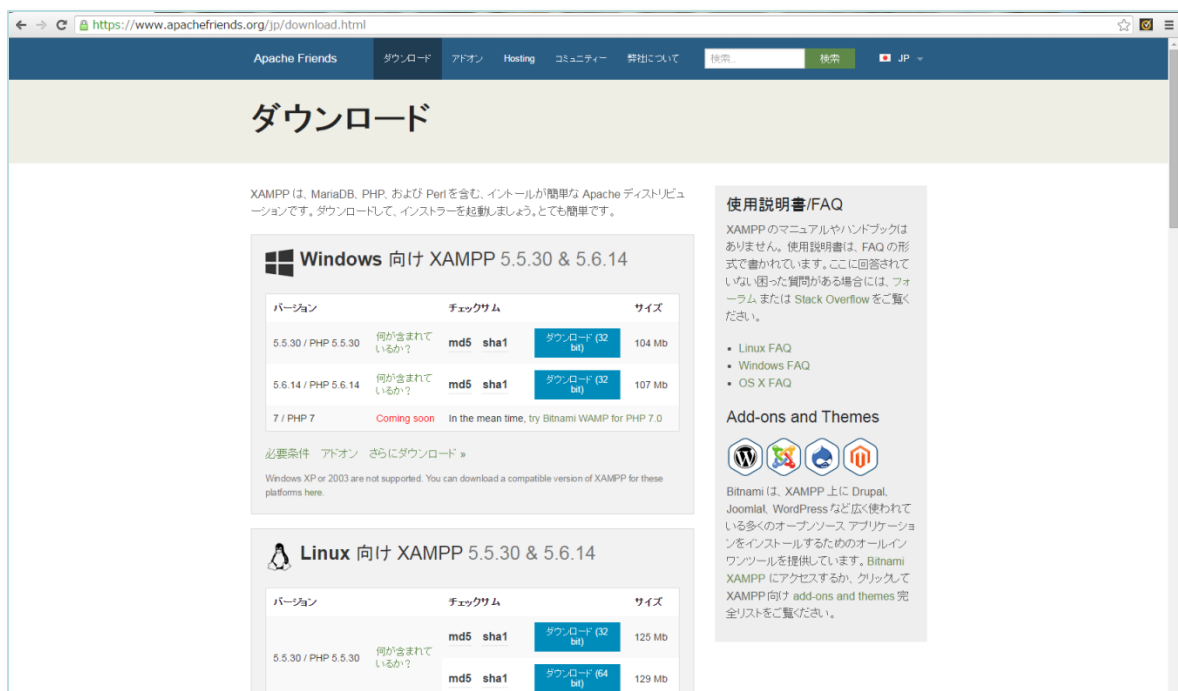 https://www.apachefriends.org/jp/download.html
Apache Friends ダウンロード アドオン Hosting コミュニティー 弊社について 検索... 検索 JP
ダウンロード
XAMPP は、MariaDB、PHP、および Perl を含む、イントールが簡単な Apache ディストリビュ
ーションです。ダウンロードして、インストラーを起動しましょう。とても簡単です。
Windows 向け XAMPP 5.5.30 & 5.6.14
バージョン チェックサム サイズ
5.5.30 / PHP 5.5.30 何が含まれて
いるか？ md5 sha1 ダウンロード (32
bit) 104 Mb
5.6.14 / PHP 5.6.14 何が含まれて
いるか？ md5 sha1 ダウンロード (32
bit) 107 Mb
7 / PHP 7 Coming soon In the mean time, try Bitnami WAMP for PHP 7.0
必要条件 アドオン さらにダウンロード »
Windows XP or 2003 are not supported. You can download a compatible version of XAMPP for these
platforms here.
Linux 向け XAMPP 5.5.30 & 5.6.14
バージョン チェックサム サイズ
5.5.30 / PHP 5.5.30 何が含まれて
いるか？
md5 sha1 ダウンロード (32
bit) 125 Mb
md5 sha1 ダウンロード (64
bit) 129 Mb
使用説明書/FAQ
XAMPP のマニュアルやハンドブックは
ありません。使用説明書は、FAQ の形
式で書かれています。ここに回答されて
いない困った質問がある場合には、フォ
ーラム または Stack Overflow をご覧く
ださい。
• Linux FAQ
• Windows FAQ
• OS X FAQ
Add-ons and Themes
Bitnami は、XAMPP 上に Drupal、
Joomla!、WordPress など広く使われて
いる多くのオープンソース アプリケーショ
ンをインストールするためのオールイン
ワンツールを提供しています。Bitnami
XAMPP にアクセスするか、クリックして
XAMPP 向け add-ons and themes 完
全リストをご覧ください。